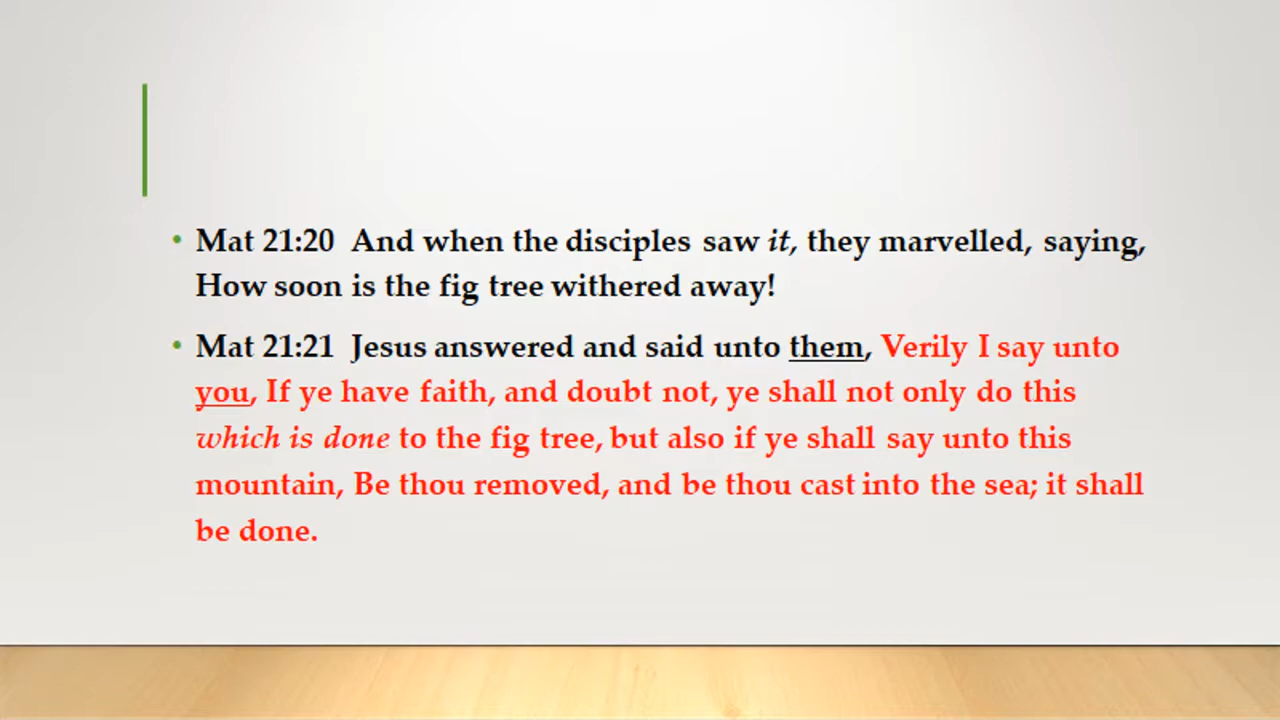 • Mat 21:20 And when the disciples saw it, they marvelled, saying,
How soon is the fig tree withered away!
• Mat 21:21 Jesus answered and said unto them, Verily I say unto
you, If ye have faith, and doubt not, ye shall not only do this
which is done to the fig tree, but also if ye shall say unto this
mountain, Be thou removed, and be thou cast into the sea; it shall
be done.